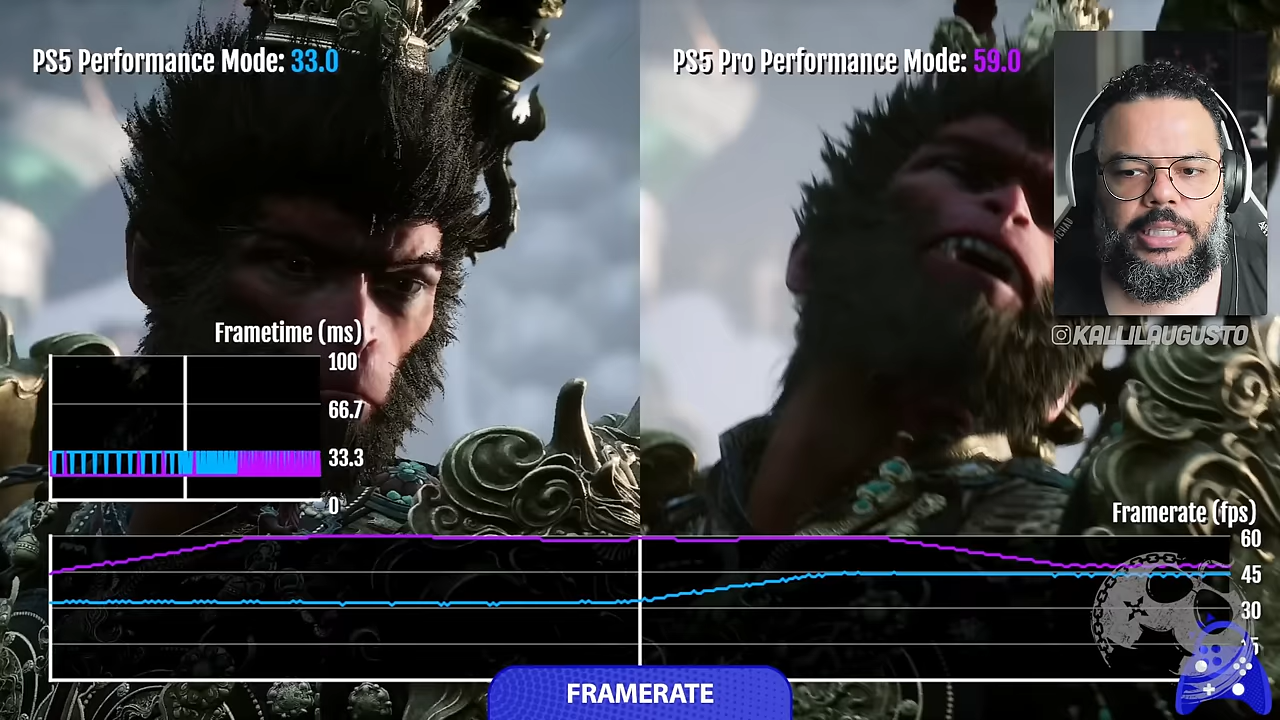 PS5 Performance Mode: 33.0
PS5 Pro Performance Mode: 59.0
KALLILAUGUSTO
Frametime (ms)
100
66.7
33.3
0
Framerate (fps)
60
45
30
FRAMERATE